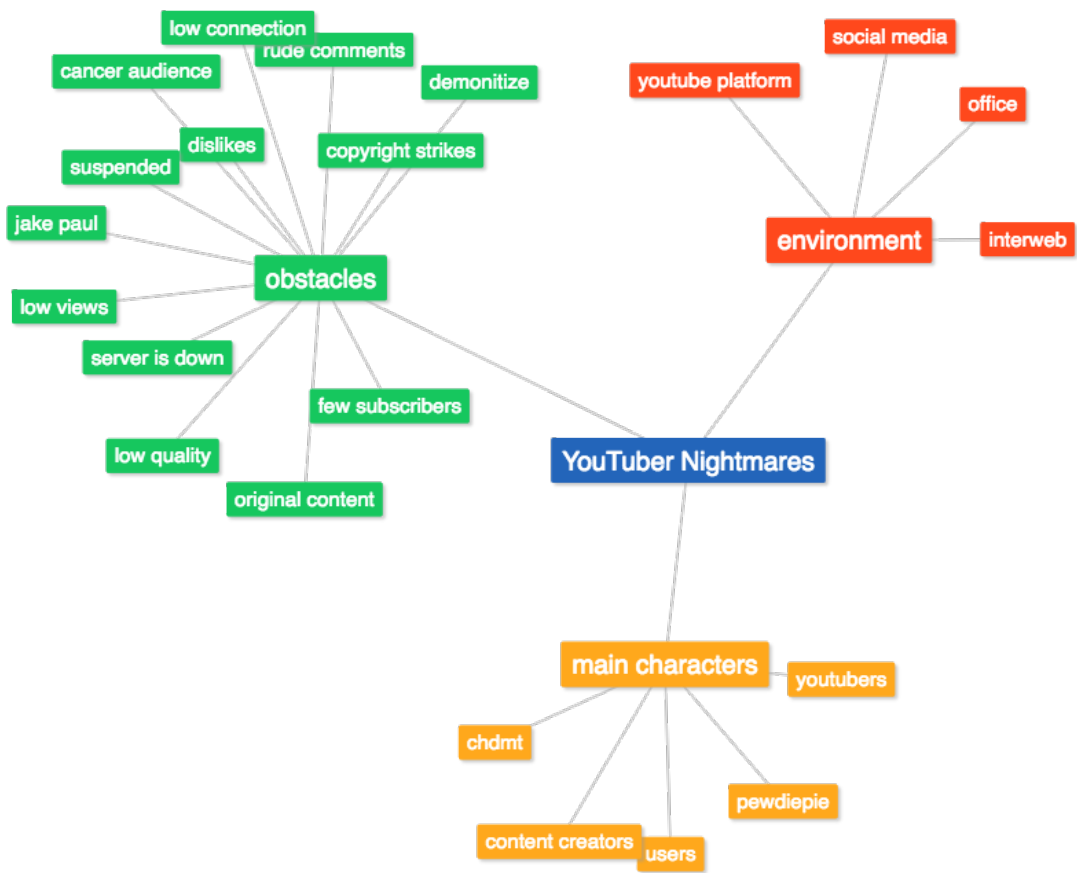 low connection
rude comments
cancer audience
demonitize
dislikes
copyright strikes
suspended
jake paul
obstacles
low views
server is down
few subscribers
low quality
original content
social media
youtube platform
office
environment
interweb
YouTuber Nightmares
main characters
youtubers
chdmt
pewdiepie
content creators
users